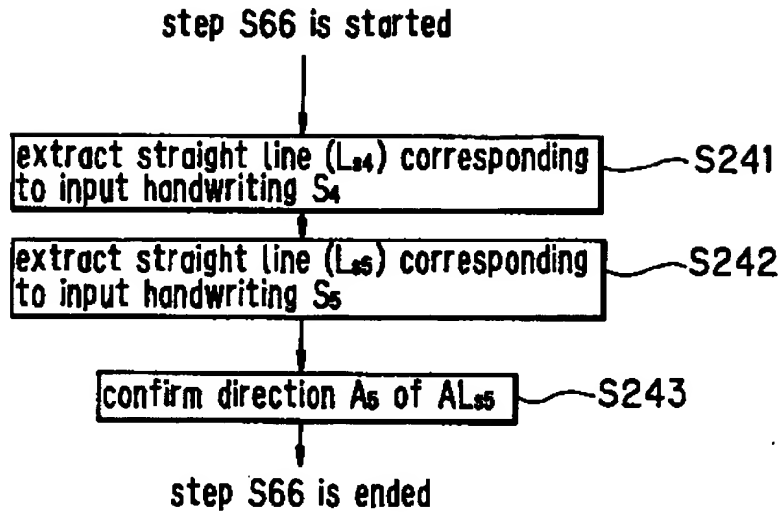 step S66 is started
extract straight line (Ls4) corresponding
to input handwriting S4
S241
extract straight line (Ls5) corresponding
to input handwriting S5
S242
confirm direction A5 of ALs5
S243
step S66 is ended